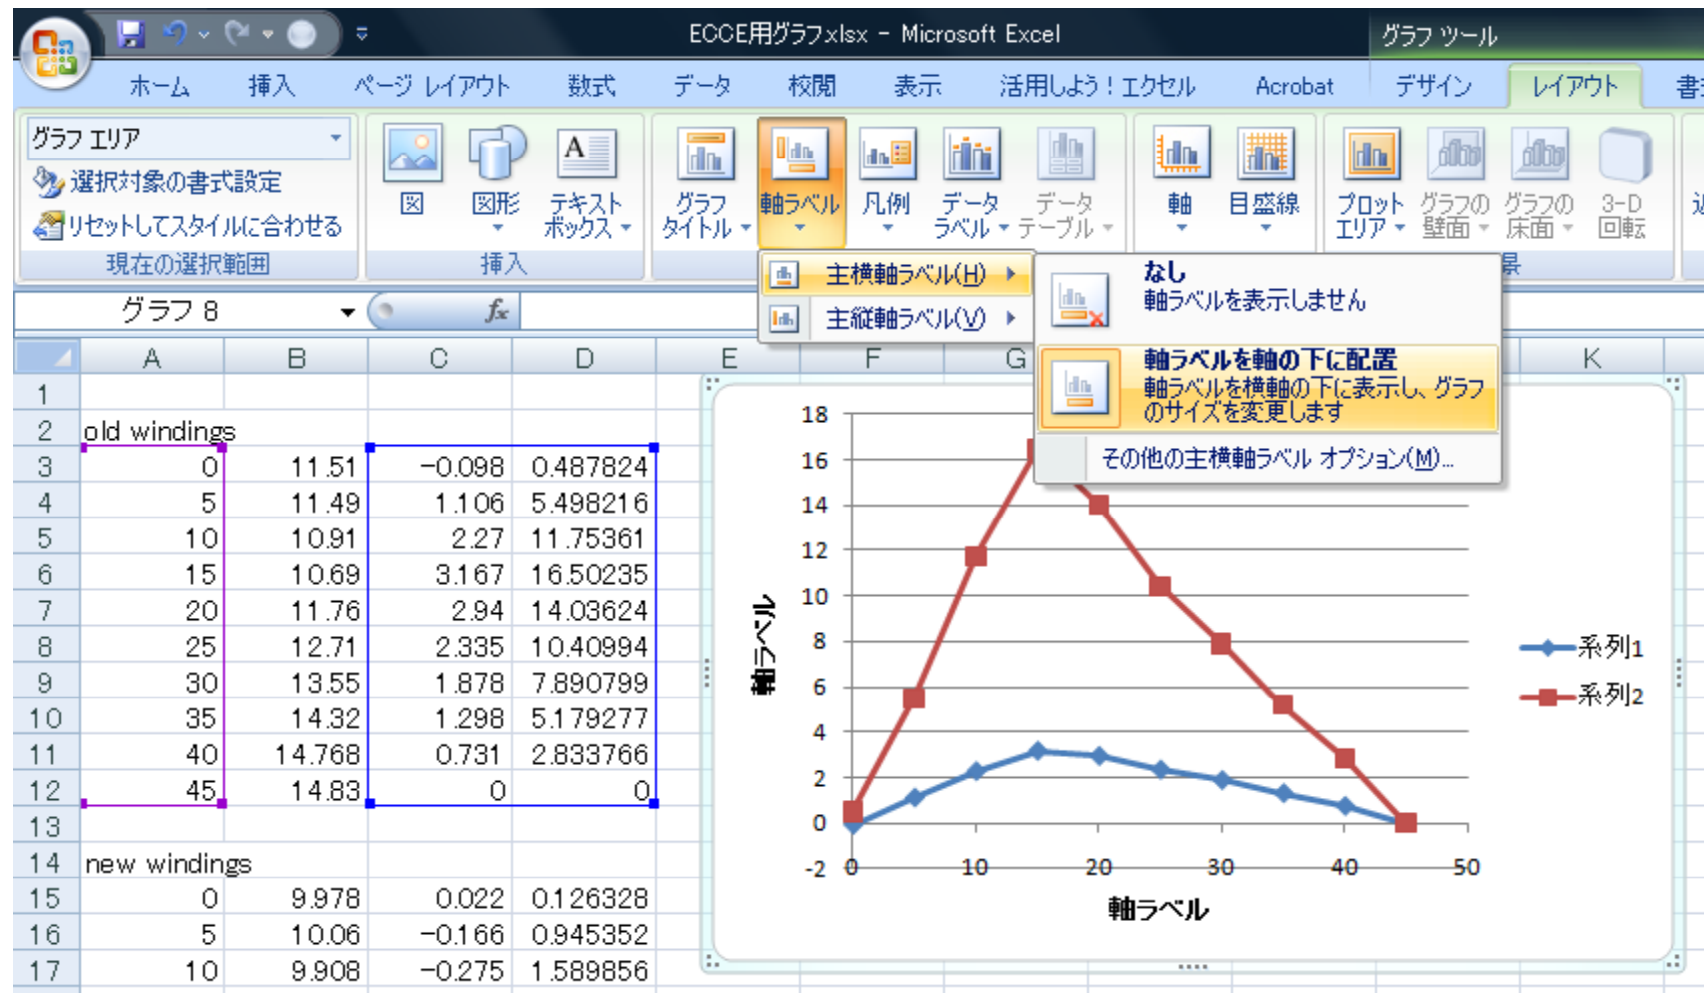 ECCE用グラフ.xlsx - Microsoft Excel
グラフ ツール
ホーム 挿入 ページ レイアウト 数式 データ 校閲 表示 活用しよう！エクセル Acrobat デザイン レイアウト
グラフ エリア
選択対象の書式設定
リセットしてスタイルに合わせる
現在の選択範囲
図 図形 テキスト ボックス
挿入
グラフ タイトル 軸ラベル 凡例 データ ラベル データ テーブル
軸 目盛線
プロット エリア グラフの 壁面 グラフの 床面 3-D 回転
主横軸ラベル(H)
主縦軸ラベル(V)
なし
軸ラベルを表示しません
軸ラベルを軸の下に配置
軸ラベルを横軸の下に表示し、グラフ
のサイズを変更します
その他の主横軸ラベル オプション(M)...
グラフ 8 fx
A B C D E F G K
1
2 old windings
3 0 11.51 -0.098 0.487824
4 5 11.49 1.106 5.498216
5 10 10.91 2.27 11.75361
6 15 10.69 3.167 16.50235
7 20 11.76 2.94 14.03624
8 25 12.71 2.335 10.40994
9 30 13.55 1.878 7.890799
10 35 14.32 1.298 5.179277
11 40 14.768 0.731 2.833766
12 45 14.83 0 0
13
14 new windings
15 0 9.978 0.022 0.126328
16 5 10.06 -0.166 0.945352
17 10 9.908 -0.275 1.589856
18
16
14
12
10
8
6
4
2
0
-2
軸ラベル
0 10 20 30 40 50
軸ラベル
系列1
系列2